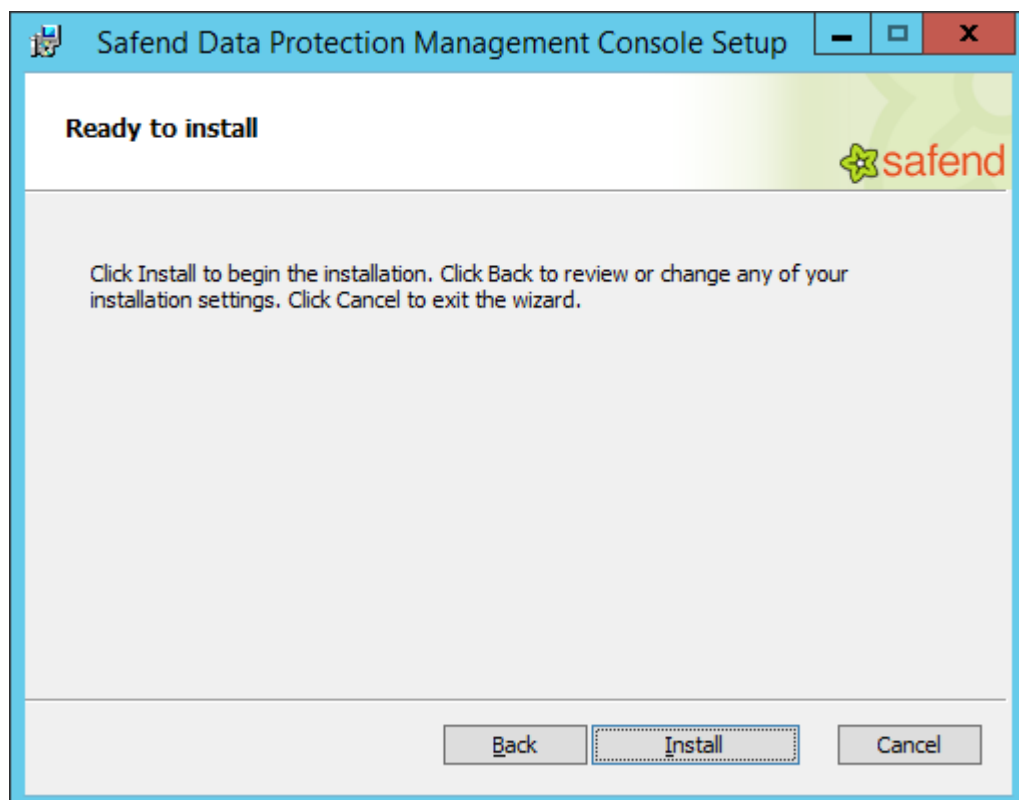 Safend Data Protection Management Console Setup
Ready to install
safend
Click Install to begin the installation. Click Back to review or change any of your
installation settings. Click Cancel to exit the wizard.
Back Install Cancel